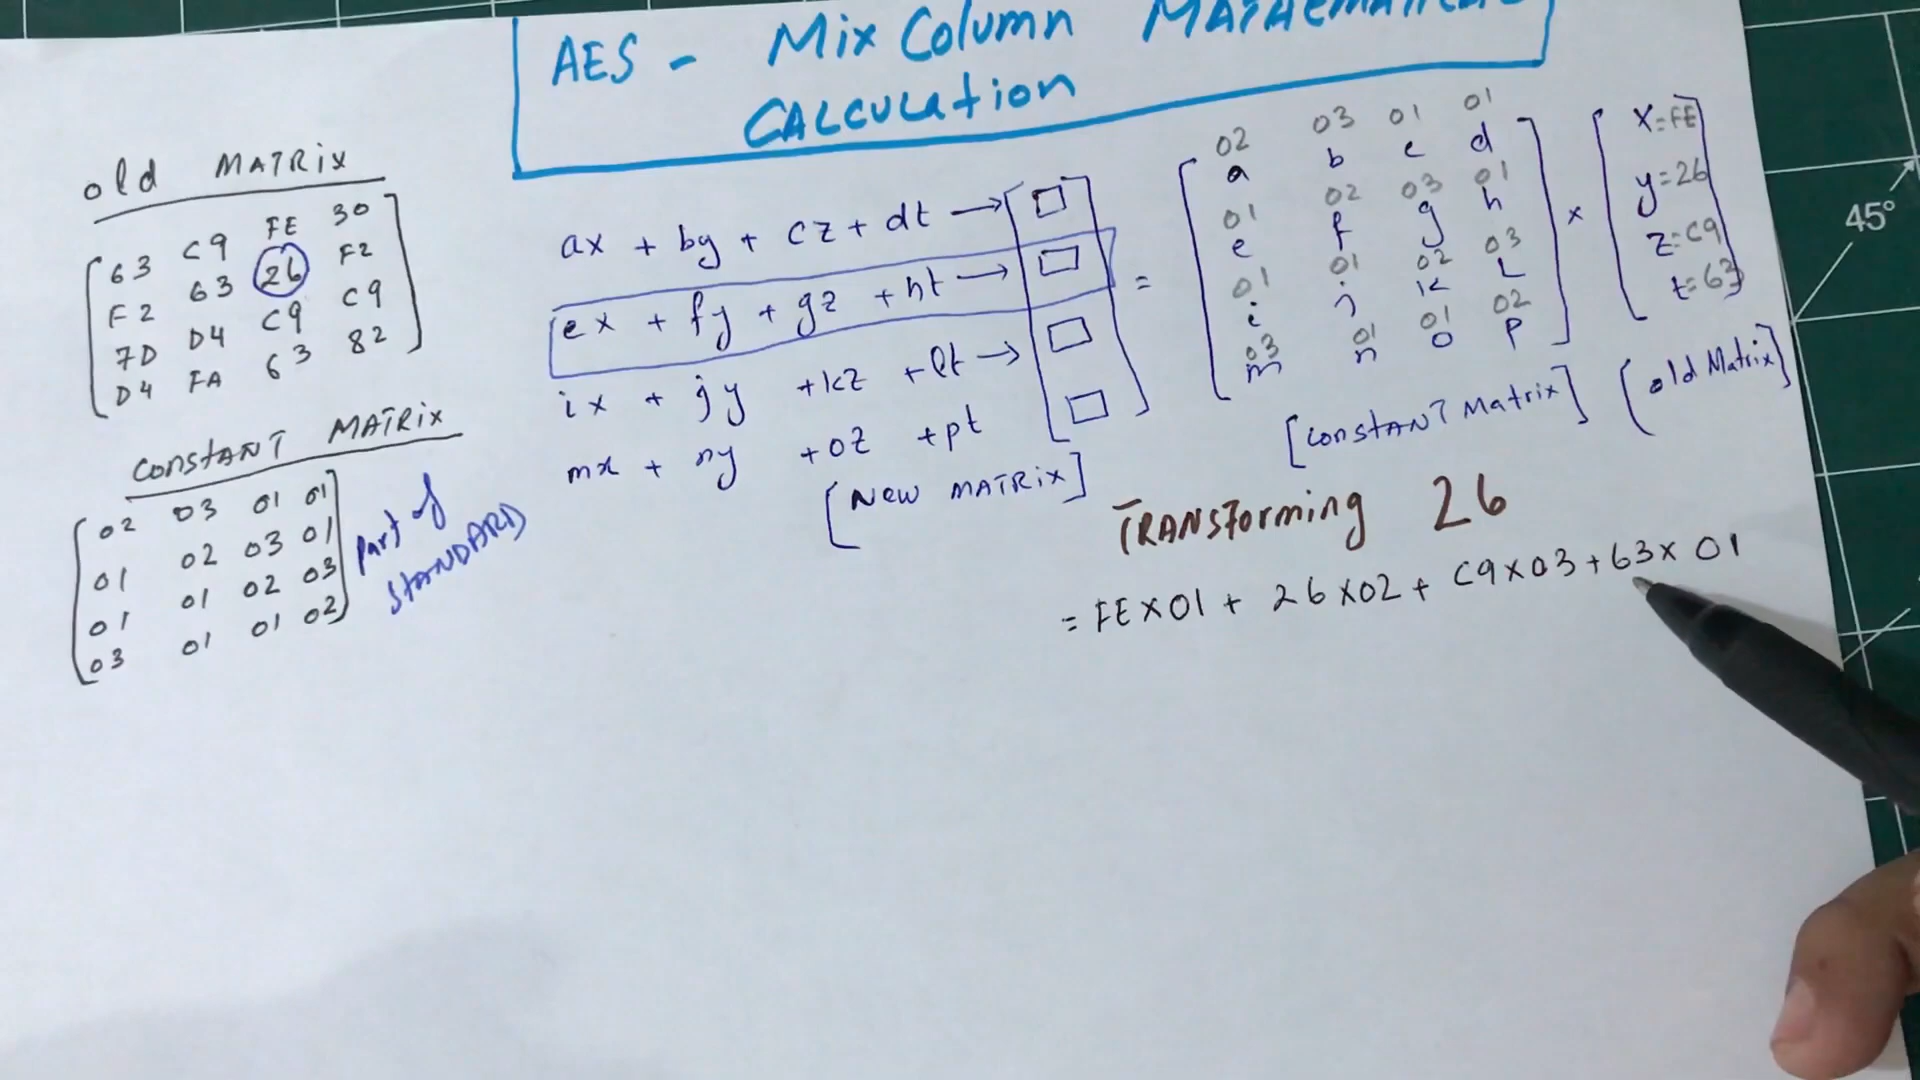 AES - Mix Column MATHEMATICAL
CALCULATION
old MATRIX
63 C9 FE 30
F2 63 26 F2
7D D4 C9 C9
D4 FA 63 82
CONSTANT MATRIX
02 03 01 01
01 02 03 01
01 01 02 03
03 01 01 02
Part of
STANDARD
ax + by + cz + dt →
ex + fy + gz + ht →
ix + jy + kz + lt →
mx + ny + oz + pt
[New MATRIX]
=
02 03 01 01
a b c d
01 02 03 01
e f g h
01 01 02 03
i j k L
03 01 01 02
m n o p
×
X=FE
y=26
z=C9
t=63
[CONSTANT Matrix] [old Matrix]
TRANSforming 26
= FE×01 + 26×02 + C9×03 + 63× 01
45°